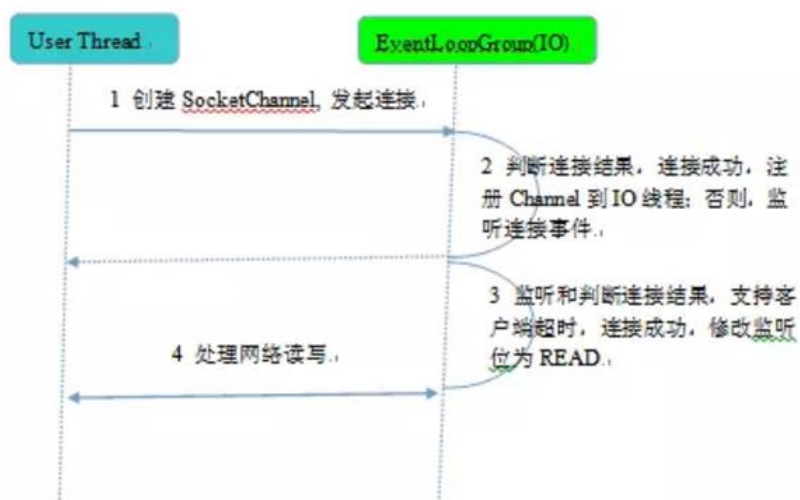 User Thread
EventLoopGroup(IO)
1 创建 SocketChannel, 发起连接
2 判断连接结果，连接成功，注
册 Channel 到 IO 线程；否则，监
听连接事件
3 监听和判断连接结果，支持客
户端超时，连接成功，修改监听
位为 READ
4 处理网络读写